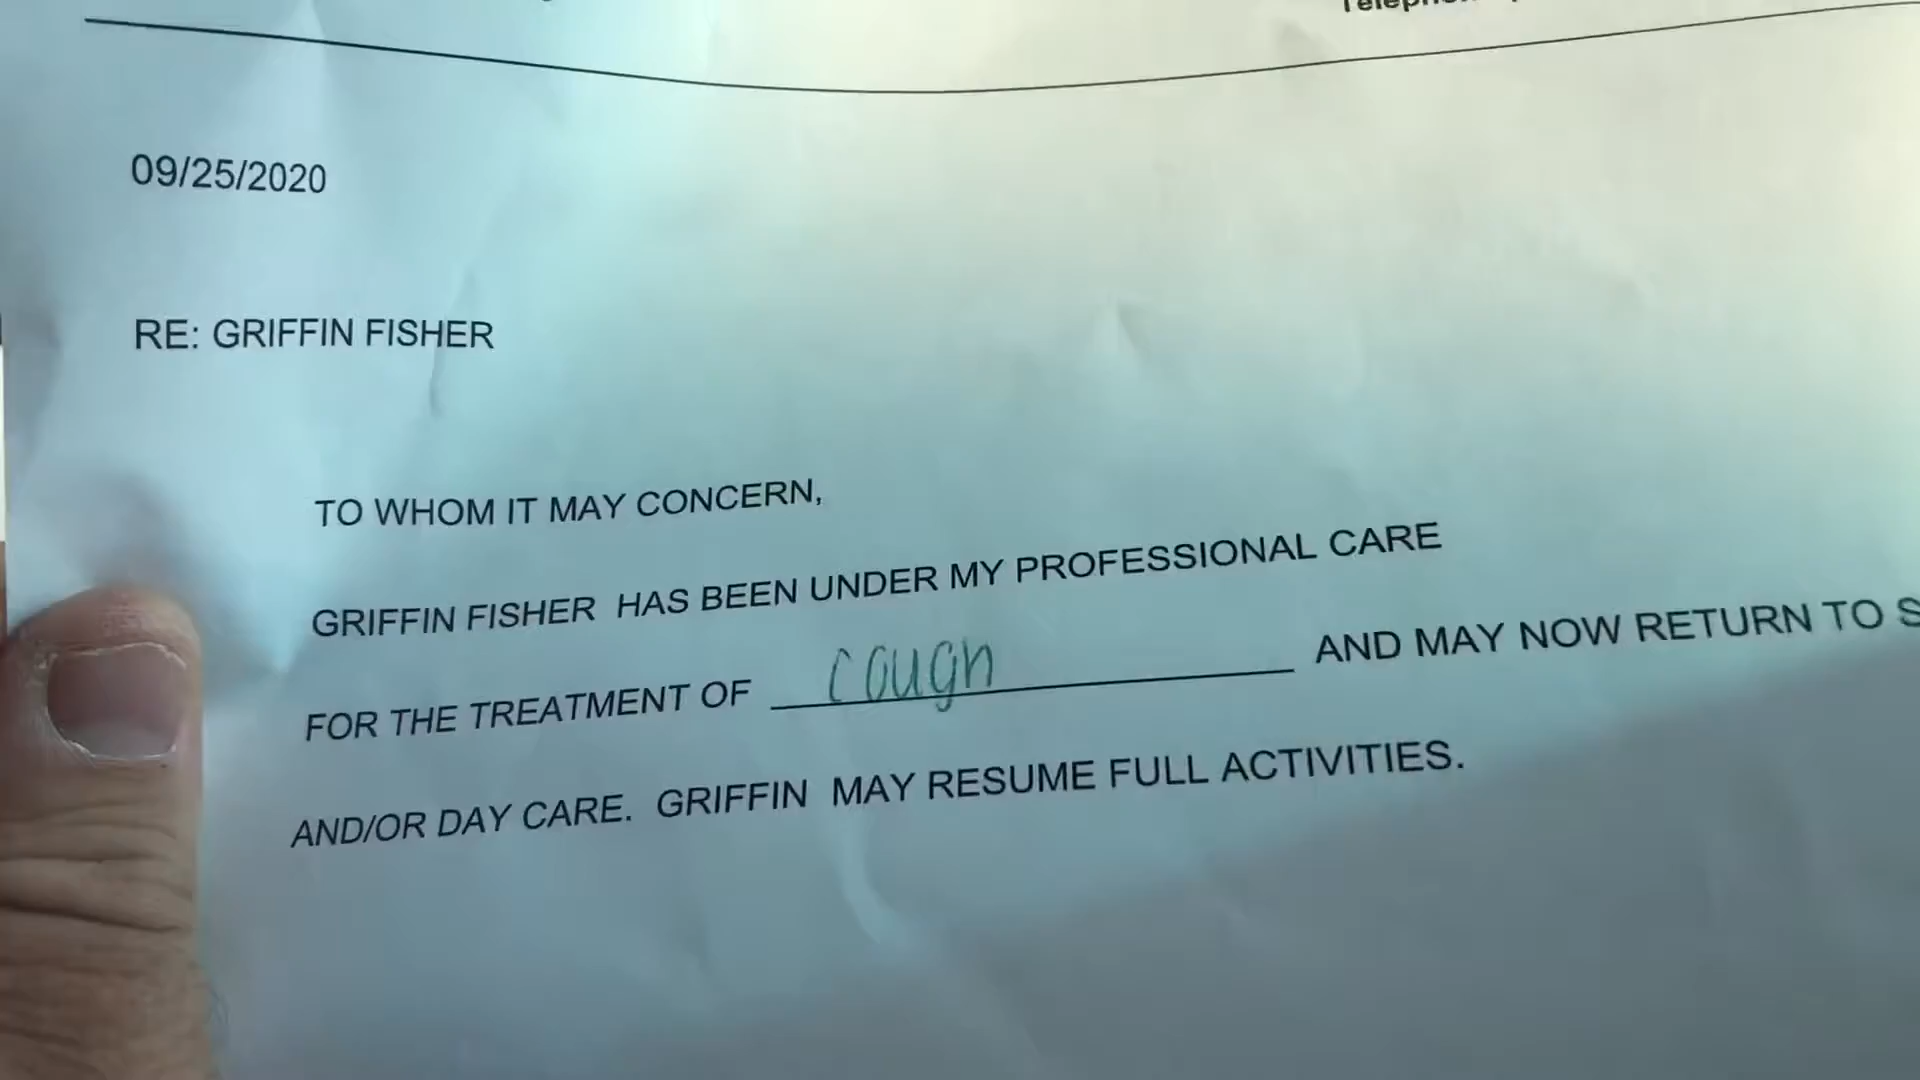 09/25/2020
RE: GRIFFIN FISHER
TO WHOM IT MAY CONCERN,
GRIFFIN FISHER HAS BEEN UNDER MY PROFESSIONAL CARE
FOR THE TREATMENT OF cough AND MAY NOW RETURN TO
AND/OR DAY CARE. GRIFFIN MAY RESUME FULL ACTIVITIES.